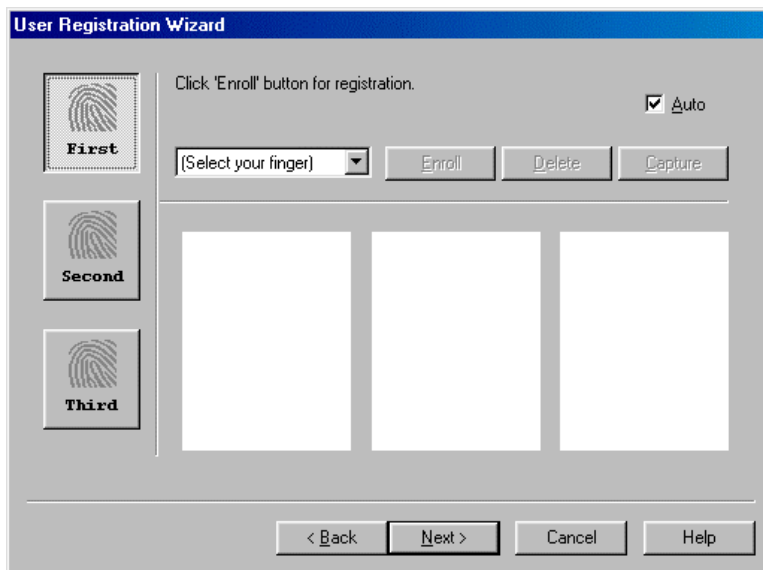 User Registration Wizard
Click 'Enroll' button for registration.
Auto
First
(Select your finger)
Enroll
Delete
Capture
Second
Third
< Back
Next >
Cancel
Help